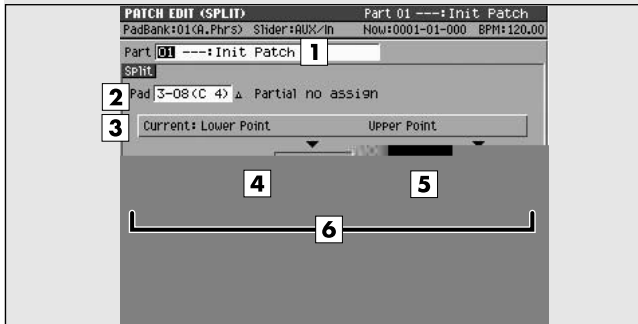 PATCH EDIT (SPLIT) Part 01 ---:Init Patch
PadBank:01(A.Phrs) Slider:AUX/In Now:0001-01-000 BPM:120.00
Part 01 ---:Init Patch 1
Split
2 Pad 3-08(C 4) Partial no assign
3 Current: Lower Point Upper Point
4 5
6